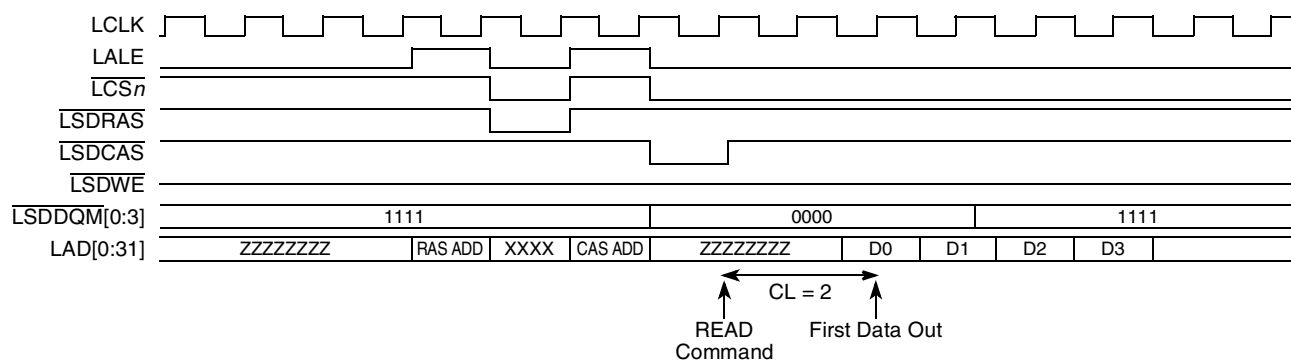 LCLK
LALE
LCSn
LSDRAS
LSDCAS
LSDWE
LSDDQM[0:3] 1111 0000 1111
LAD[0:31] ZZZZZZZZ RAS ADD XXXX CAS ADD ZZZZZZZZ D0 D1 D2 D3
CL = 2
READ First Data Out
Command